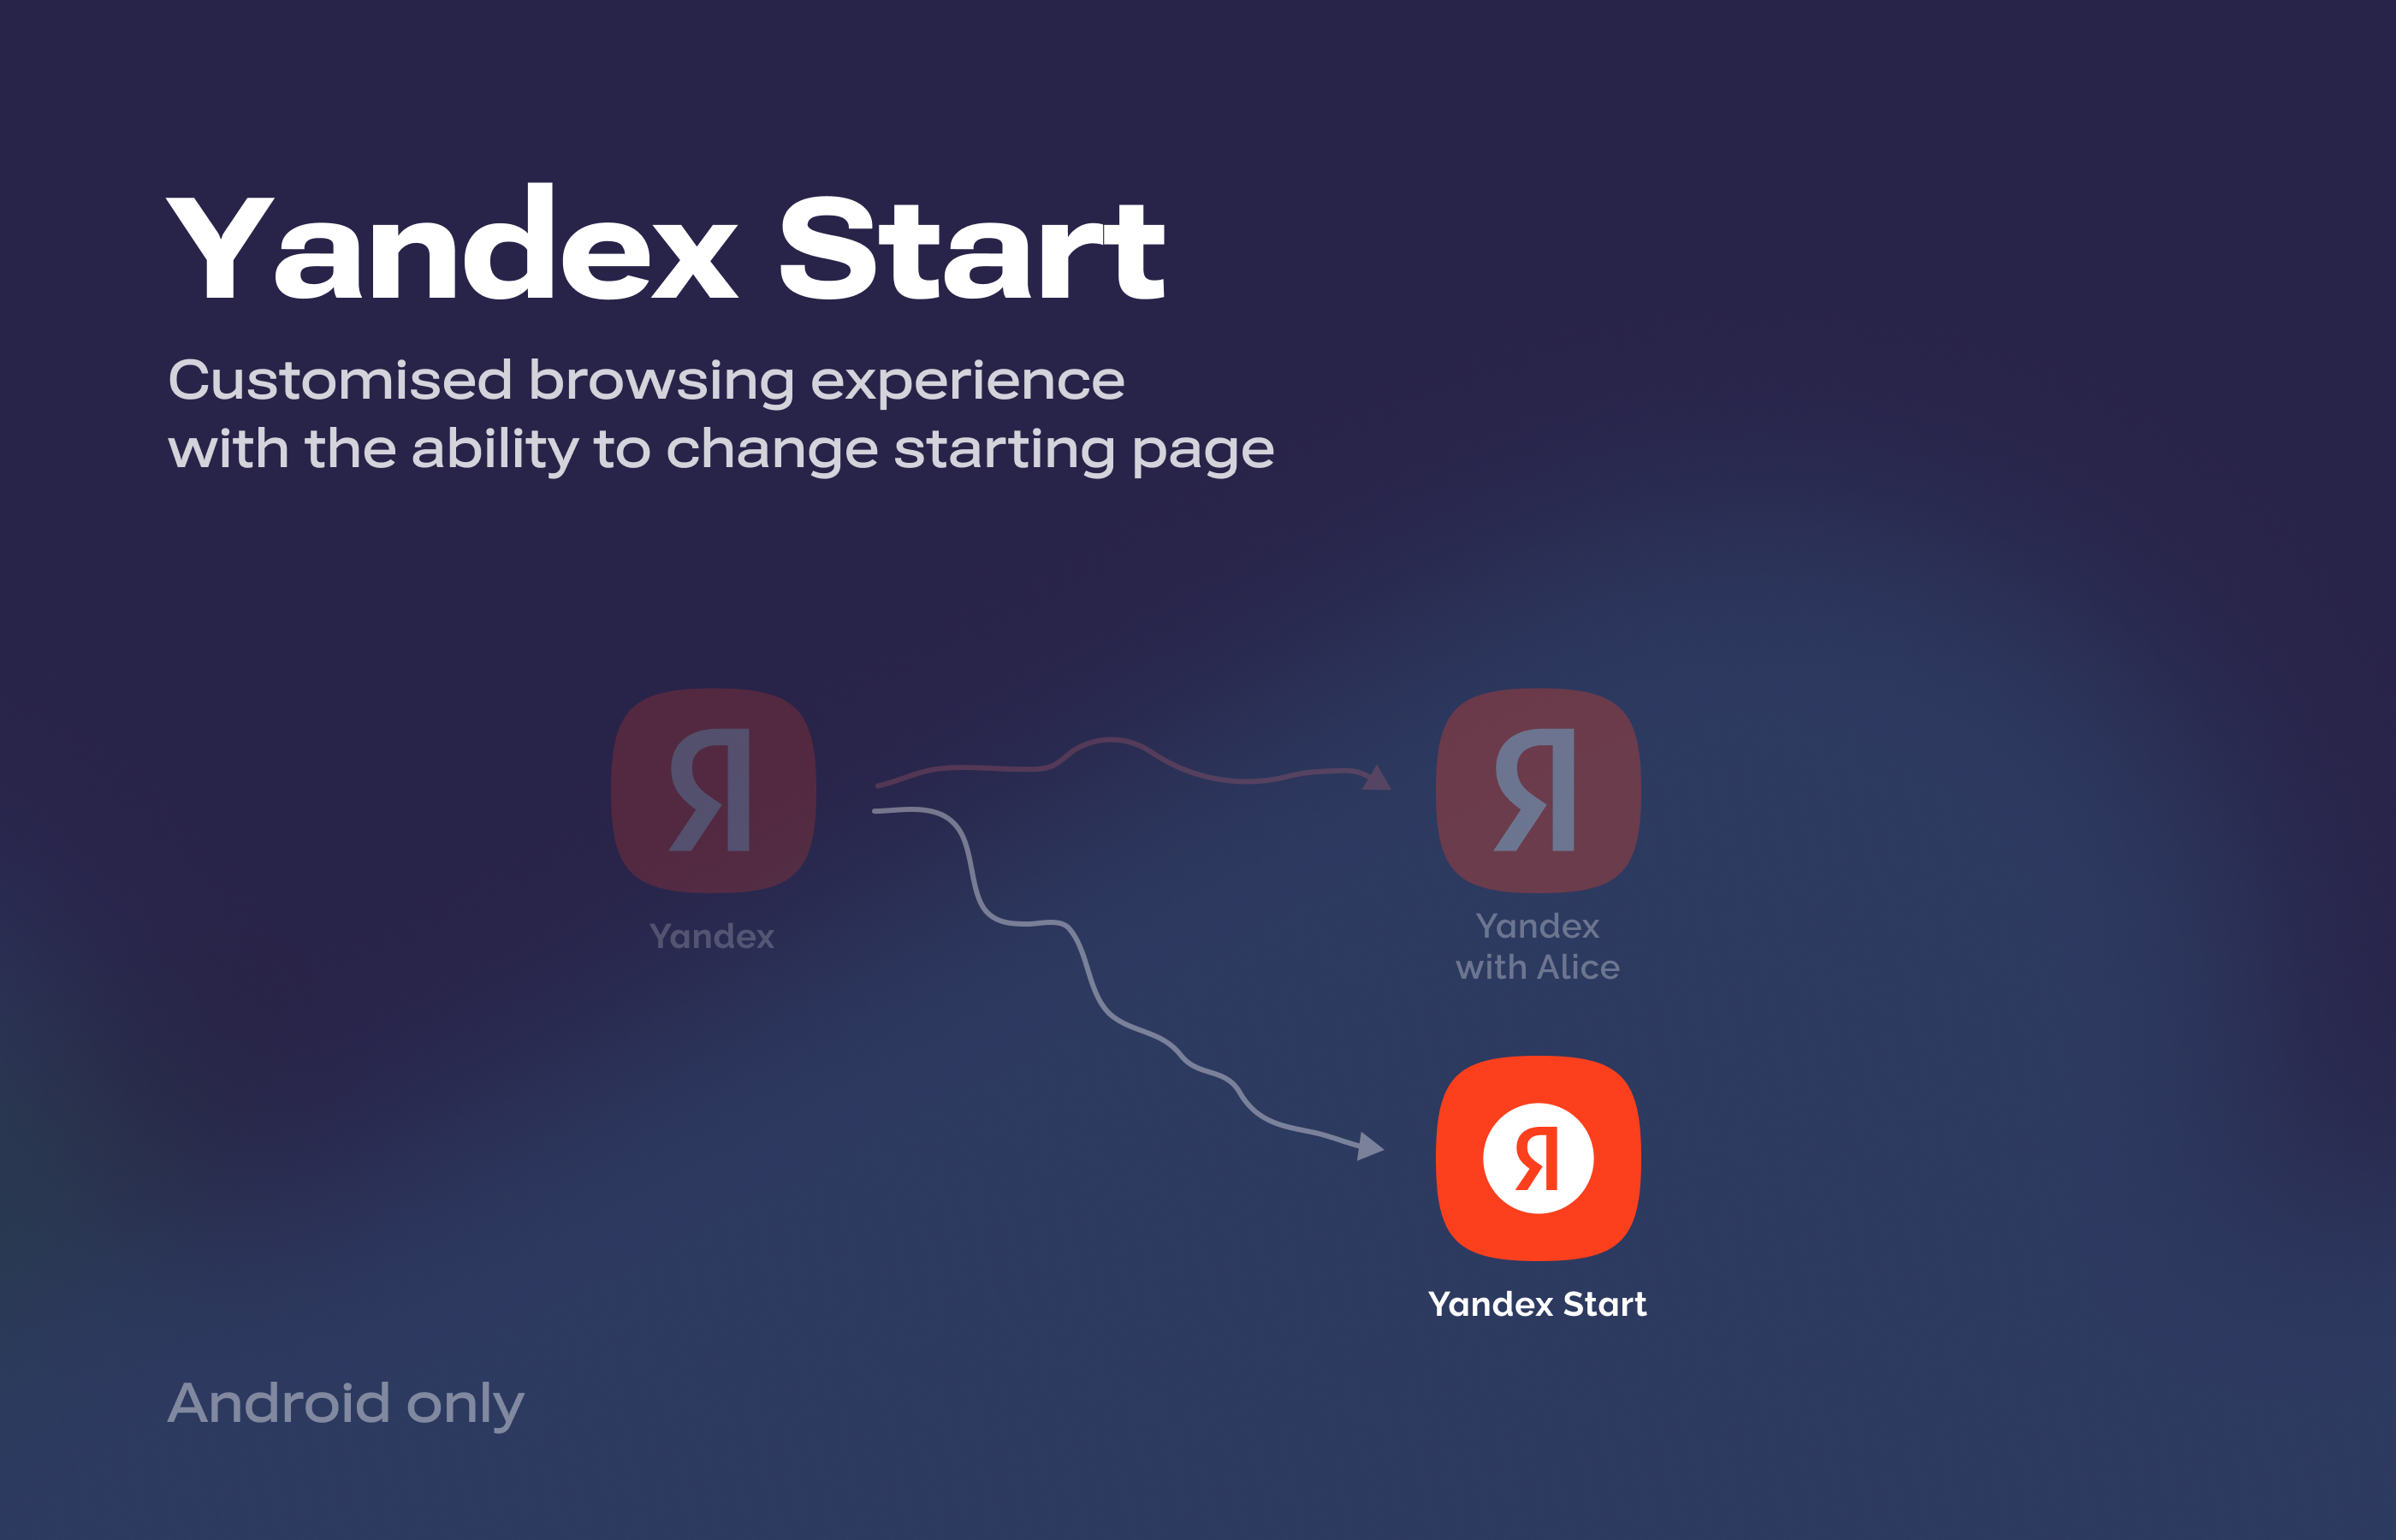 Yandex Start
Customised browsing experience
with the ability to change starting page
Я
Я
Yandex
Yandex
with Alice
Я
Yandex Start
Android only